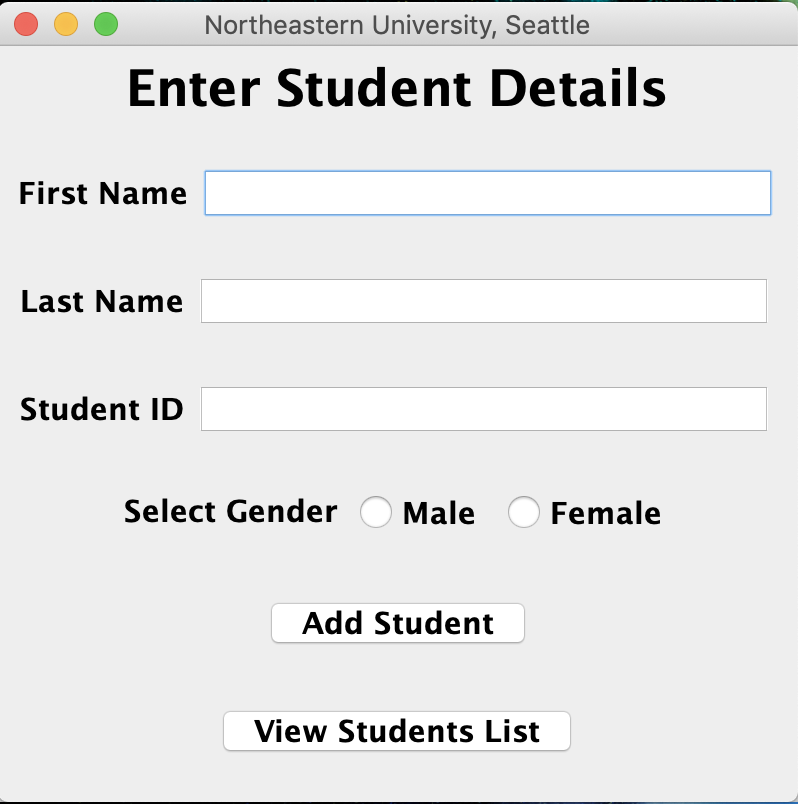 Northeastern University, Seattle
Enter Student Details
First Name
Last Name
Student ID
Select Gender Male Female
Add Student
View Students List